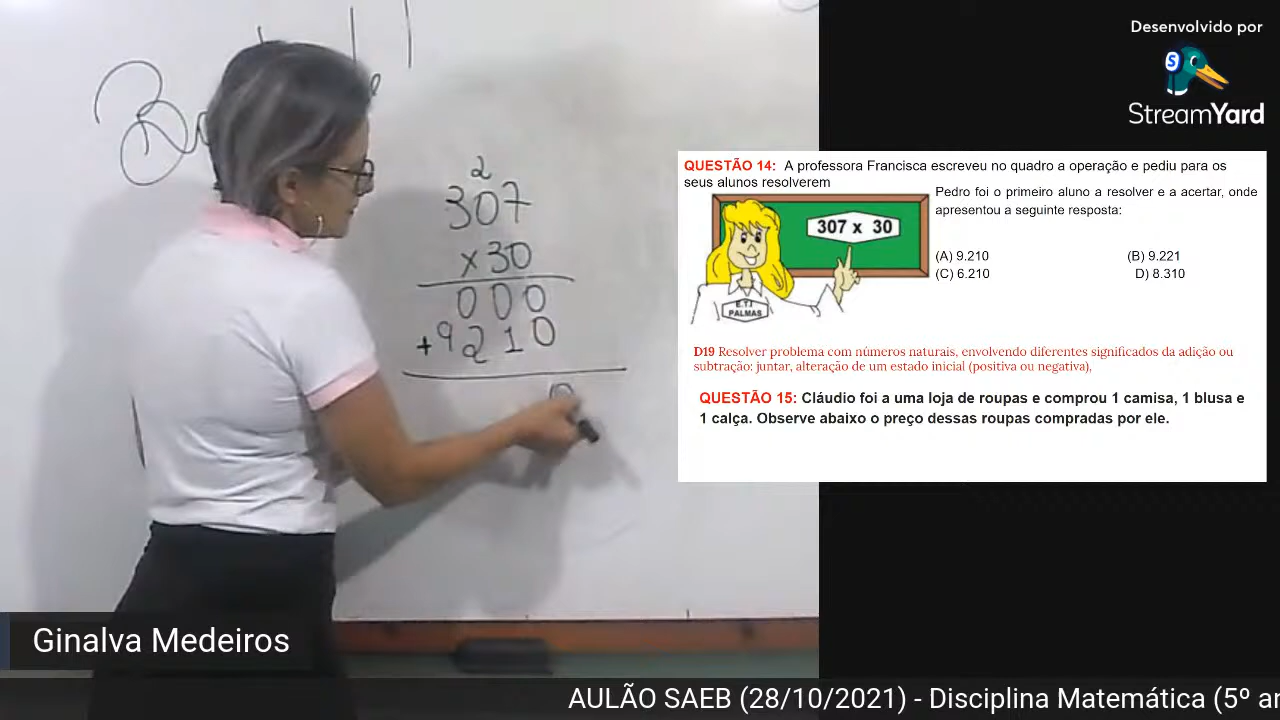 Desenvolvido por
StreamYard
2
307
x30
000
+9210
0
QUESTÃO 14: A professora Francisca escreveu no quadro a operação e pediu para os
seus alunos resolverem
Pedro foi o primeiro aluno a resolver e a acertar, onde
apresentou a seguinte resposta:
307 x 30
(A) 9.210 (B) 9.221
(C) 6.210 D) 8.310
E.T.I
PALMAS
D19 Resolver problema com números naturais, envolvendo diferentes significados da adição ou
subtração: juntar, alteração de um estado inicial (positiva ou negativa),
QUESTÃO 15: Cláudio foi a uma loja de roupas e comprou 1 camisa, 1 blusa e
1 calça. Observe abaixo o preço dessas roupas compradas por ele.
Ginalva Medeiros
AULÃO SAEB (28/10/2021) - Disciplina Matemática (5º a